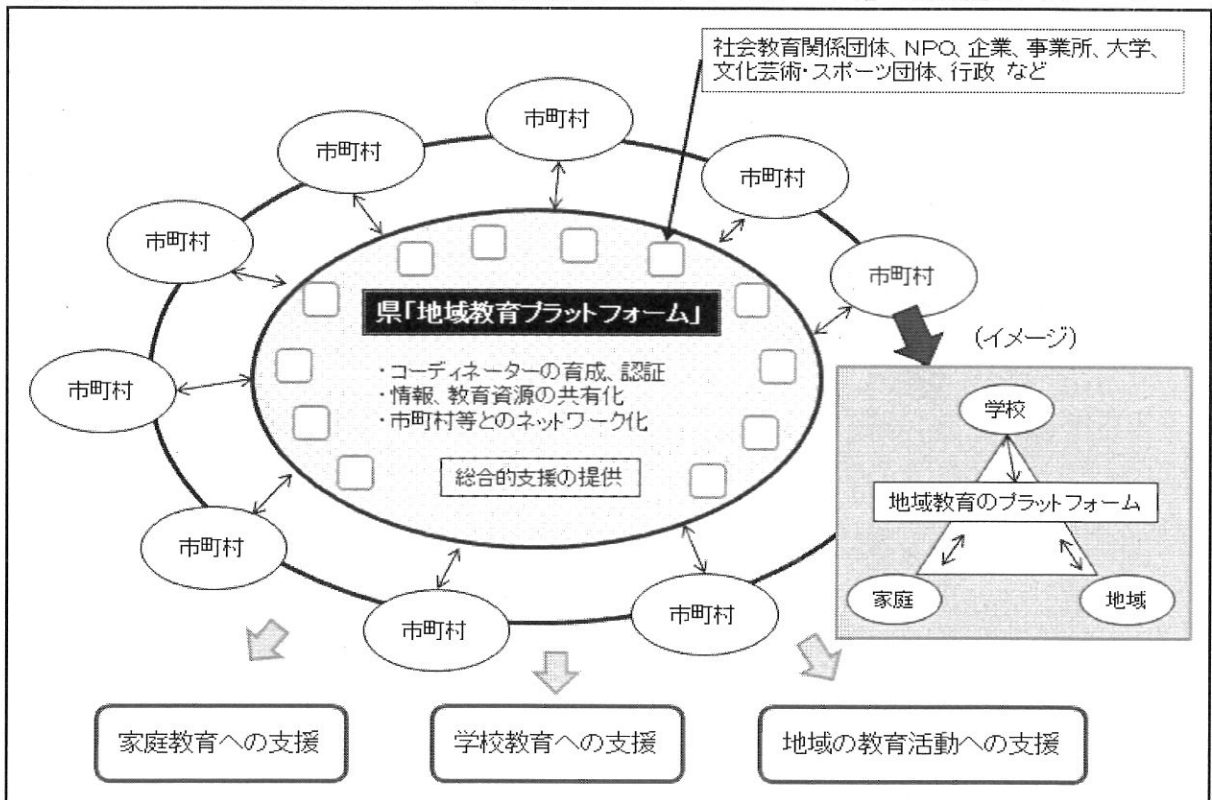 社会教育関係団体、NPO、企業、事業所、大学、
文化芸術・スポーツ団体、行政 など
市町村
市町村
市町村
市町村
市町村
市町村
市町村
市町村
市町村
県「地域教育プラットフォーム」
・コーディネーターの育成、認証
・情報、教育資源の共有化
・市町村等とのネットワーク化
総合的支援の提供
(イメージ)
学校
地域教育のプラットフォーム
家庭
地域
家庭教育への支援
学校教育への支援
地域の教育活動への支援